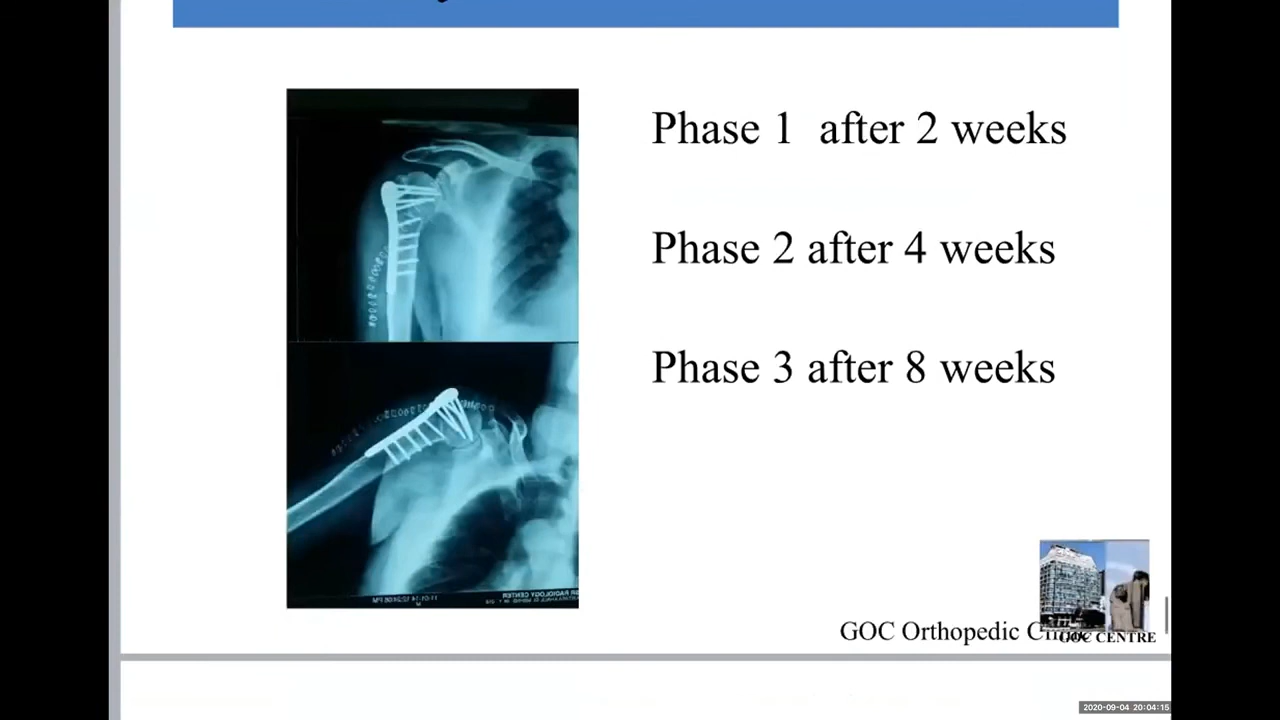 Phase 1 after 2 weeks
Phase 2 after 4 weeks
Phase 3 after 8 weeks
GOC Orthopedic
GOC CENTRE
2020-09-04 20:04:15